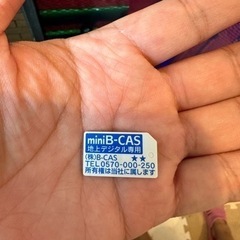 miniB-CAS
地上デジタル専用
(株)B-CAS ★★
TEL0570-000-250
所有権は当社に属します